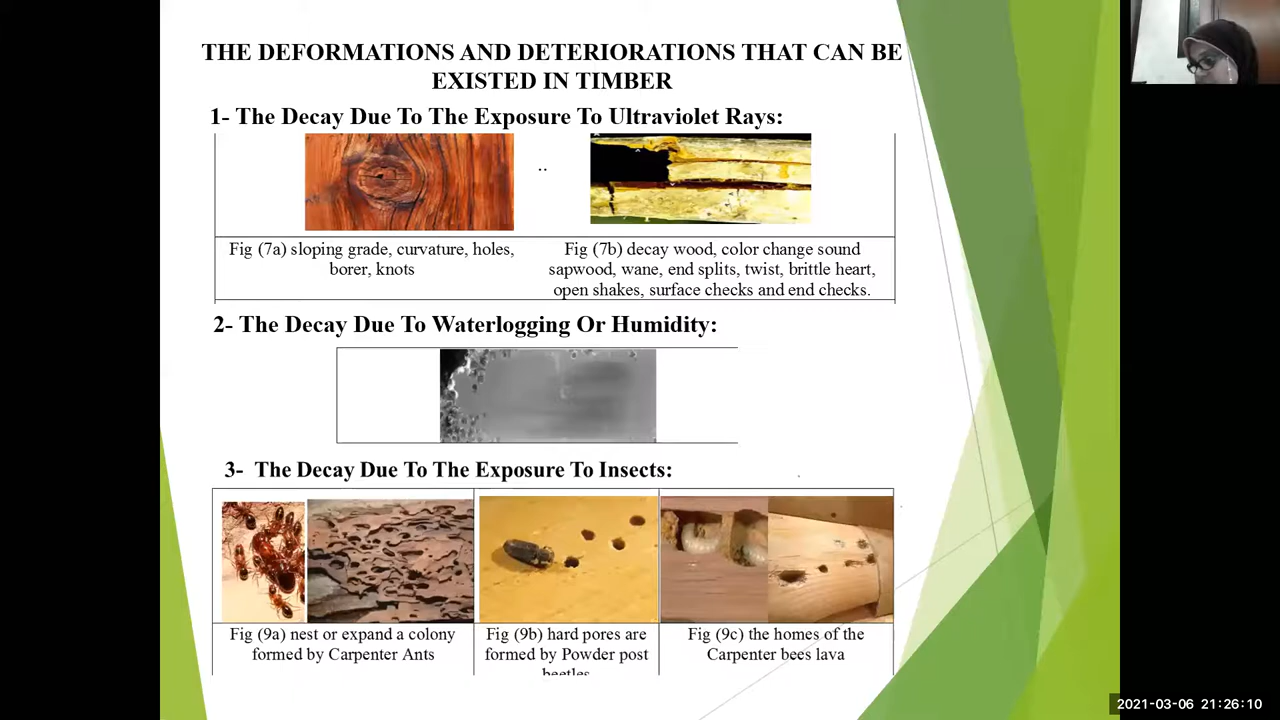 THE DEFORMATIONS AND DETERIORATIONS THAT CAN BE
EXISTED IN TIMBER
1- The Decay Due To The Exposure To Ultraviolet Rays:
..
Fig (7a) sloping grade, curvature, holes,
borer, knots
Fig (7b) decay wood, color change sound
sapwood, wane, end splits, twist, brittle heart,
open shakes, surface checks and end checks.
2- The Decay Due To Waterlogging Or Humidity:
3- The Decay Due To The Exposure To Insects:
Fig (9a) nest or expand a colony
formed by Carpenter Ants
Fig (9b) hard pores are
formed by Powder post
beetles
Fig (9c) the homes of the
Carpenter bees lava
2021-03-06 21:26:10